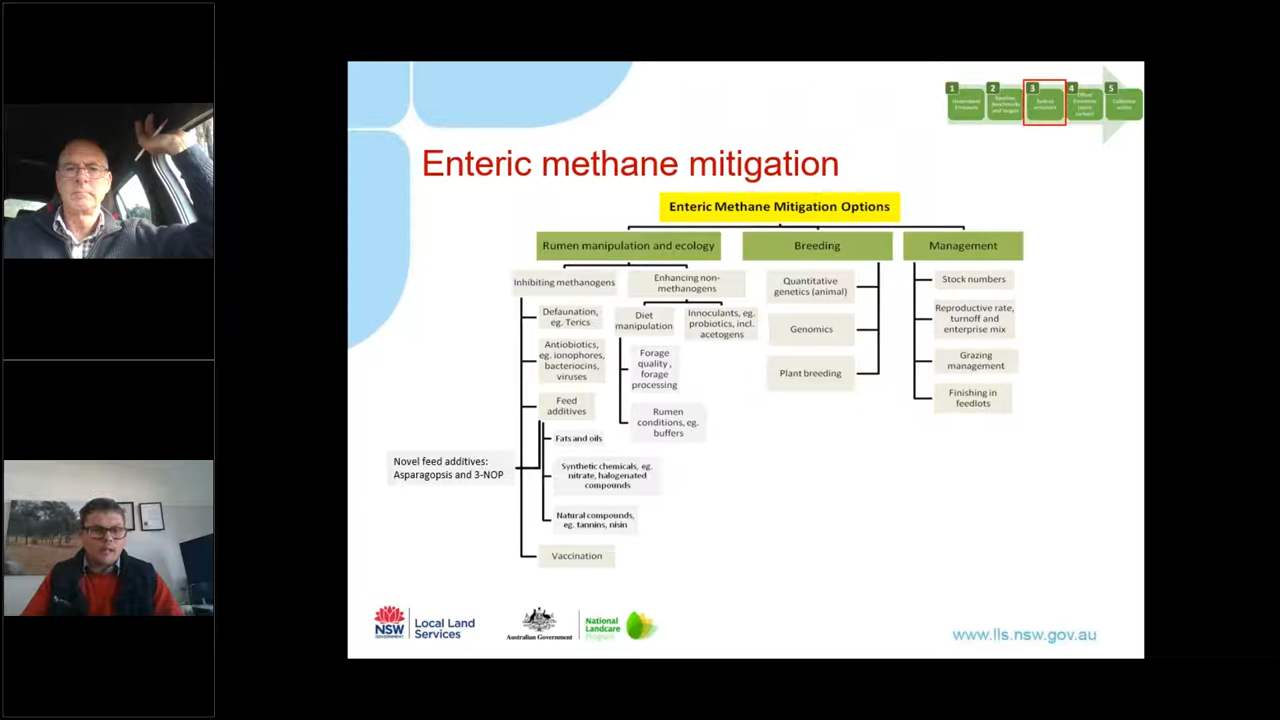 1
2
3
4
5
Enteric methane mitigation
Enteric Methane Mitigation Options
Rumen manipulation and ecology
Breeding
Management
Inhibiting methanogens
Enhancing non-
methanogens
Defaunation,
eg. Terics
Antibiotics,
eg. ionophores,
bacteriocins,
viruses
Feed
additives
Fats and oils
Synthetic chemicals, eg.
nitrate, halogenated
compounds
Natural compounds,
eg. tannins, nisin
Vaccination
Novel feed additives:
Asparagopsis and 3-NOP
Diet
manipulation
Forage
quality ,
forage
processing
Rumen
conditions, eg.
buffers
Innoculants, eg.
probiotics, incl.
acetogens
Quantitative
genetics (animal)
Genomics
Plant breeding
Stock numbers
Reproductive rate,
turnoff and
enterprise mix
Grazing
management
Finishing in
feedlots
NSW
GOVERNMENT
Local Land
Services
Australian Government
National
Landcare
Program
www.lls.nsw.gov.au